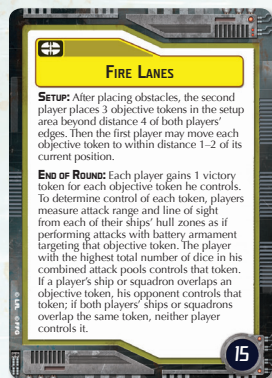 FIRE LANES
SETUP: After placing obstacles, the second
player places 3 objective tokens in the setup
area beyond distance 4 of both players'
edges. Then the first player may move each
objective token to within distance 1–2 of its
current position.
END OF ROUND: Each player gains 1 victory
token for each objective token he controls.
To determine control of each token, players
measure attack range and line of sight
from each of their ships' hull zones as if
performing attacks with battery armament
targeting that objective token. The player
with the highest total number of dice in his
combined attack pools controls that token.
If a player's ship or squadron overlaps an
objective token, his opponent controls that
token; if both players' ships or squadrons
overlap the same token, neither player
controls it.
© LFL © FFG
15